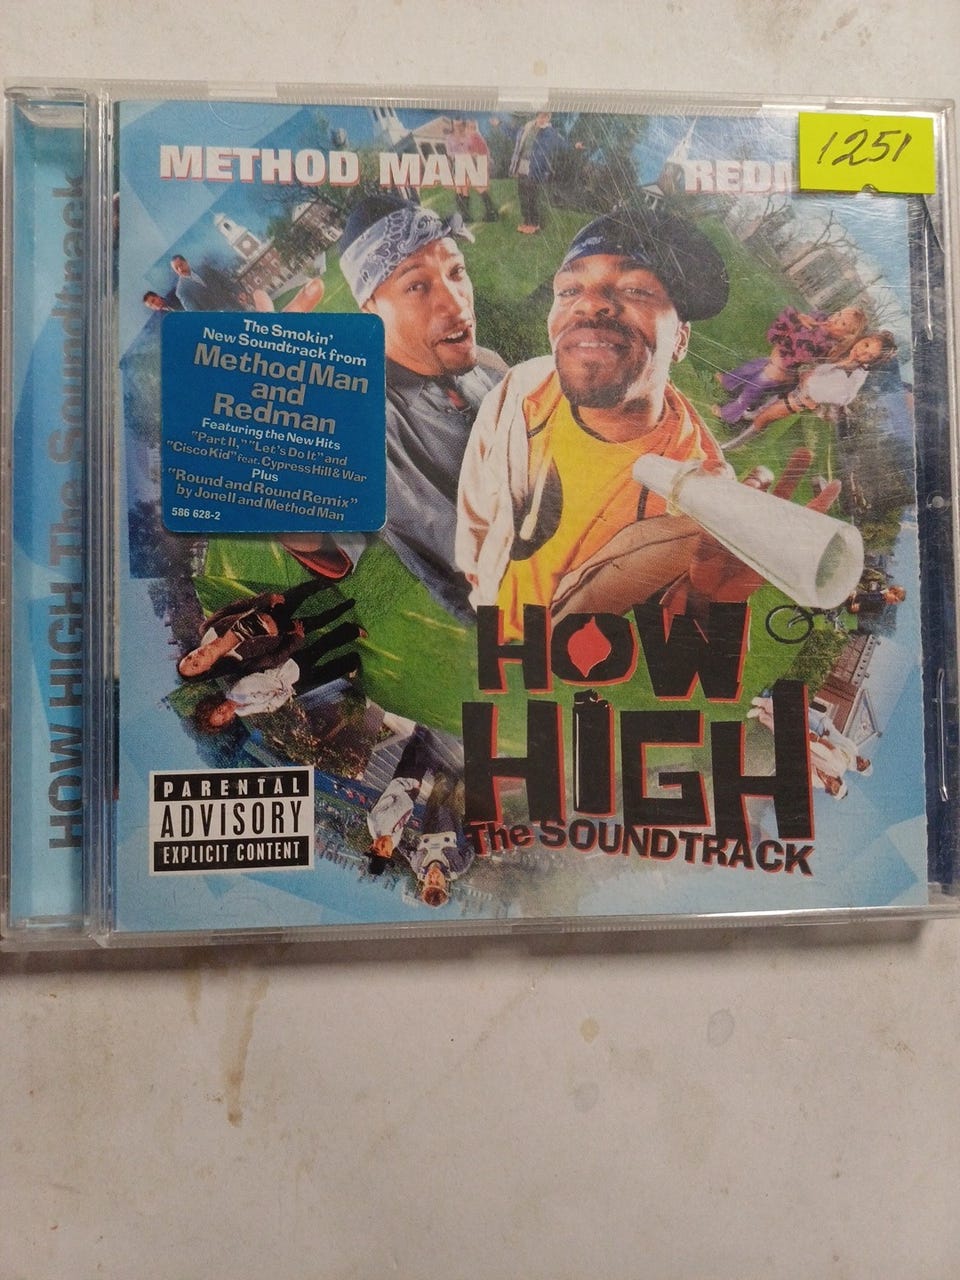 METHOD MAN
REDM
1251
The Smokin'
New Soundtrack from
Method Man
and
Redman
Featuring the New Hits
"Part II," "Let's Do It" and
"Cisco Kid" feat. Cypress Hill & War
Plus
"Round and Round Remix"
by Jonell and Method Man
586 628-2
HOW
HIGH
The SOUNDTRACK
PARENTAL
ADVISORY
EXPLICIT CONTENT
HOW HIGH The Soundtrack